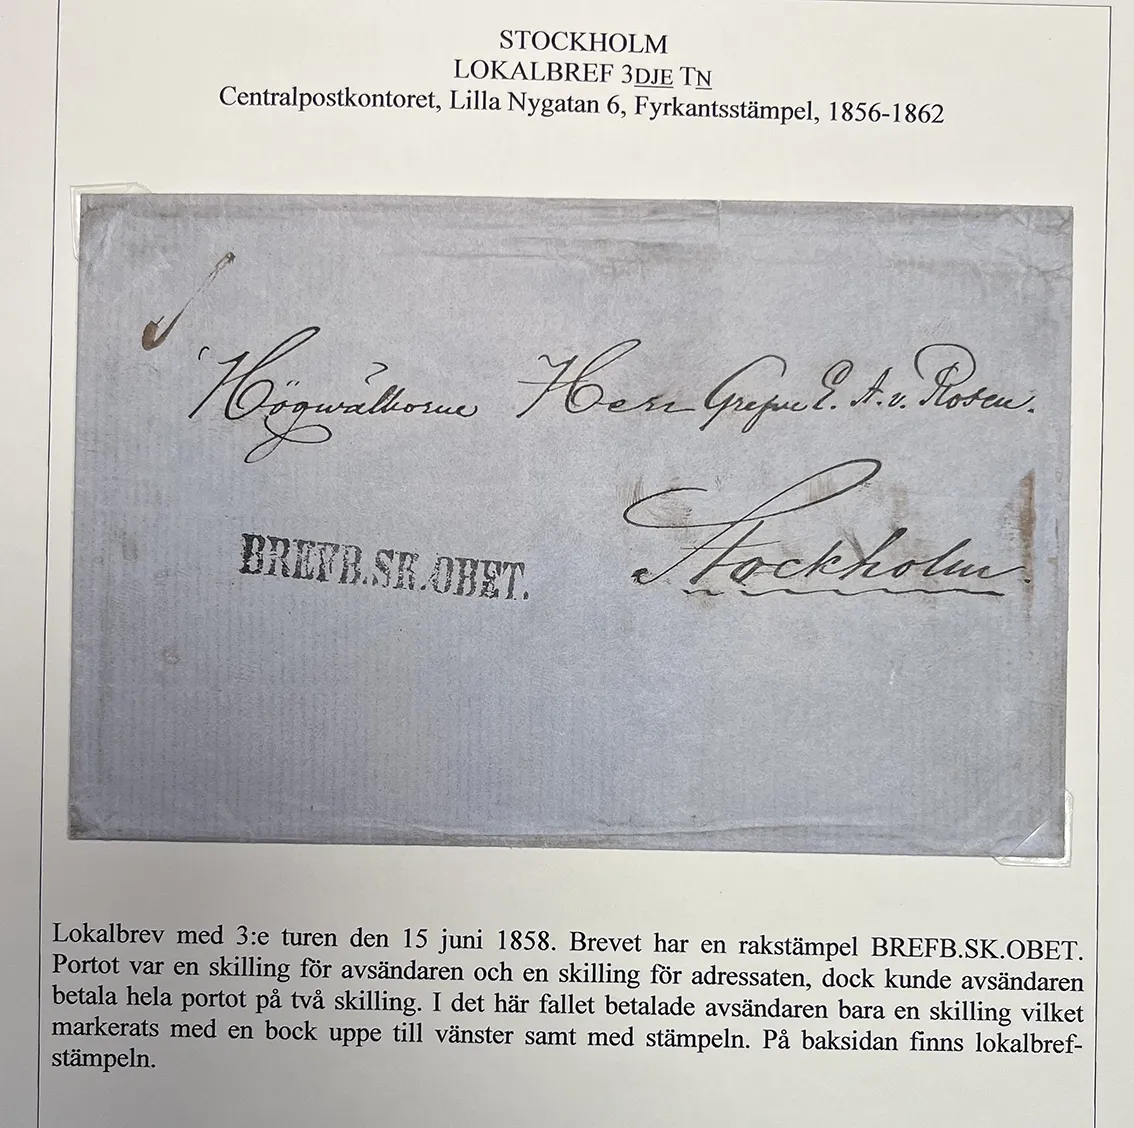 STOCKHOLM
LOKALBREF 3DJE TN
Centralpostkontoret, Lilla Nygatan 6, Fyrkantsstämpel, 1856-1862
Högwälborne Herr Grefve E. A. v. Rosen.
Stockholm.
BREFB.SK.OBET.
Lokalbrev med 3:e turen den 15 juni 1858. Brevet har en rakstämpel BREFB.SK.OBET.
Portot var en skilling för avsändaren och en skilling för adressaten, dock kunde avsändaren
betala hela portot på två skilling. I det här fallet betalade avsändaren bara en skilling vilket
markerats med en bock uppe till vänster samt med stämpeln. På baksidan finns lokalbref-
stämpeln.